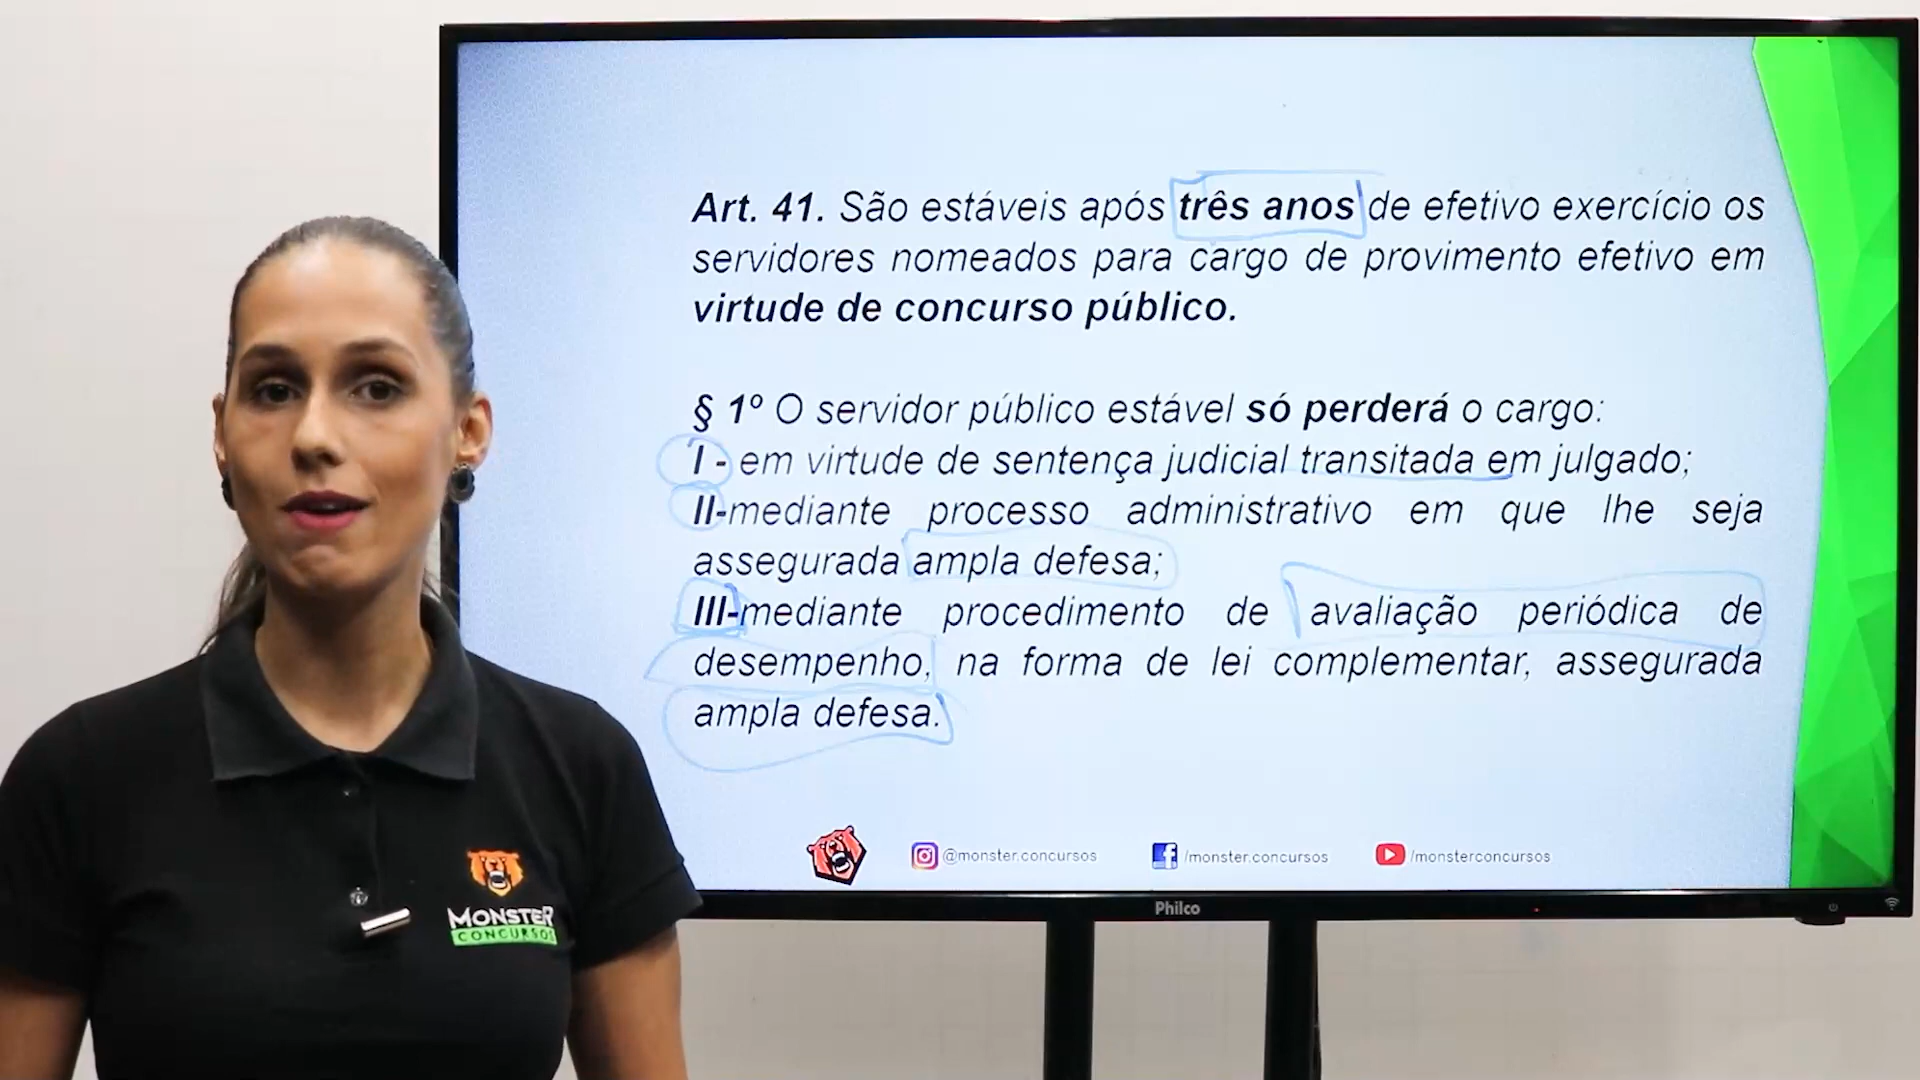 Art. 41. São estáveis após três anos de efetivo exercício os
servidores nomeados para cargo de provimento efetivo em
virtude de concurso público.
§ 1º O servidor público estável só perderá o cargo:
I - em virtude de sentença judicial transitada em julgado;
II-mediante processo administrativo em que lhe seja
assegurada ampla defesa;
III-mediante procedimento de avaliação periódica de
desempenho, na forma de lei complementar, assegurada
ampla defesa.
@monster.concursos /monster.concursos /monsterconcursos
Philco
MONSTER
CONCURSOS